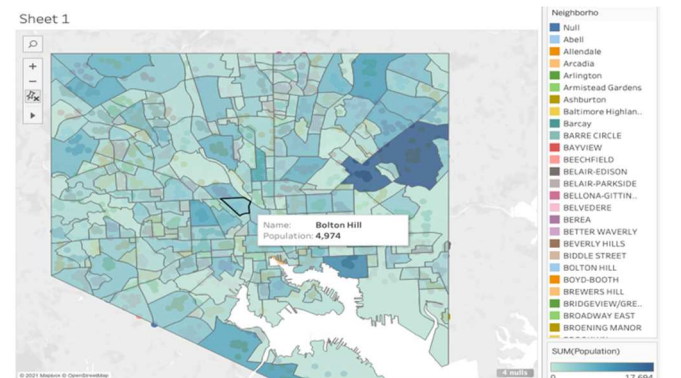 Sheet 1
Name: Bolton Hill
Population: 4,974
© 2021 Mapbox © OpenStreetMap
4 nulls
Neighborho
Null
Abell
Allendale
Arcadia
Arlington
Armistead Gardens
Ashburton
Baltimore Highlan..
Barcay
BARRE CIRCLE
BAYVIEW
BEECHFIELD
BELAIR-EDISON
BELAIR-PARKSIDE
BELLONA-GITTIN..
BELVEDERE
BEREA
BETTER WAVERLY
BEVERLY HILLS
BIDDLE STREET
BOLTON HILL
BOYD-BOOTH
BREWERS HILL
BRIDGEVIEW/GRE..
BROADWAY EAST
BROENING MANOR
SUM(Population)